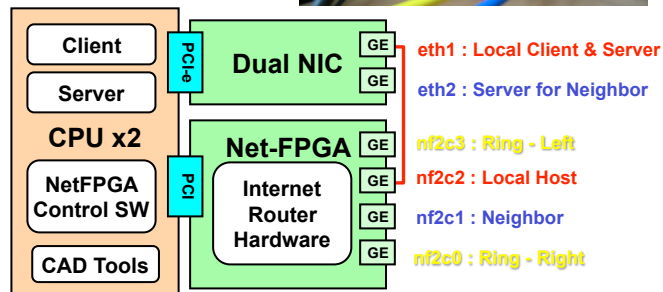 Client
Server
CPU x2
NetFPGA
Control SW
CAD Tools
PCI-e
PCI
Dual NIC
GE
GE
Net-FPGA
Internet
Router
Hardware
GE
GE
GE
GE
eth1 : Local Client & Server
eth2 : Server for Neighbor
nf2c3 : Ring - Left
nf2c2 : Local Host
nf2c1 : Neighbor
nf2c0 : Ring - Right